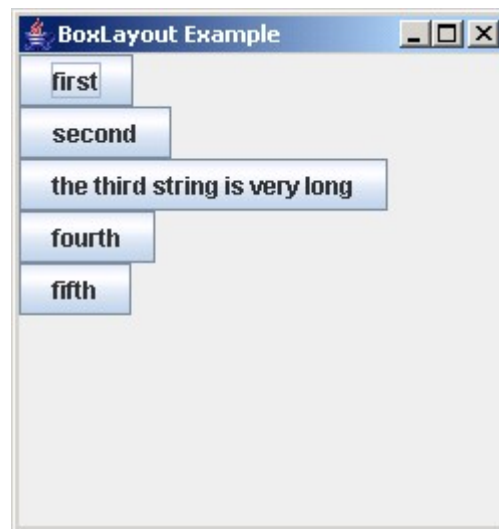 BoxLayout Example
first
second
the third string is very long
fourth
fifth